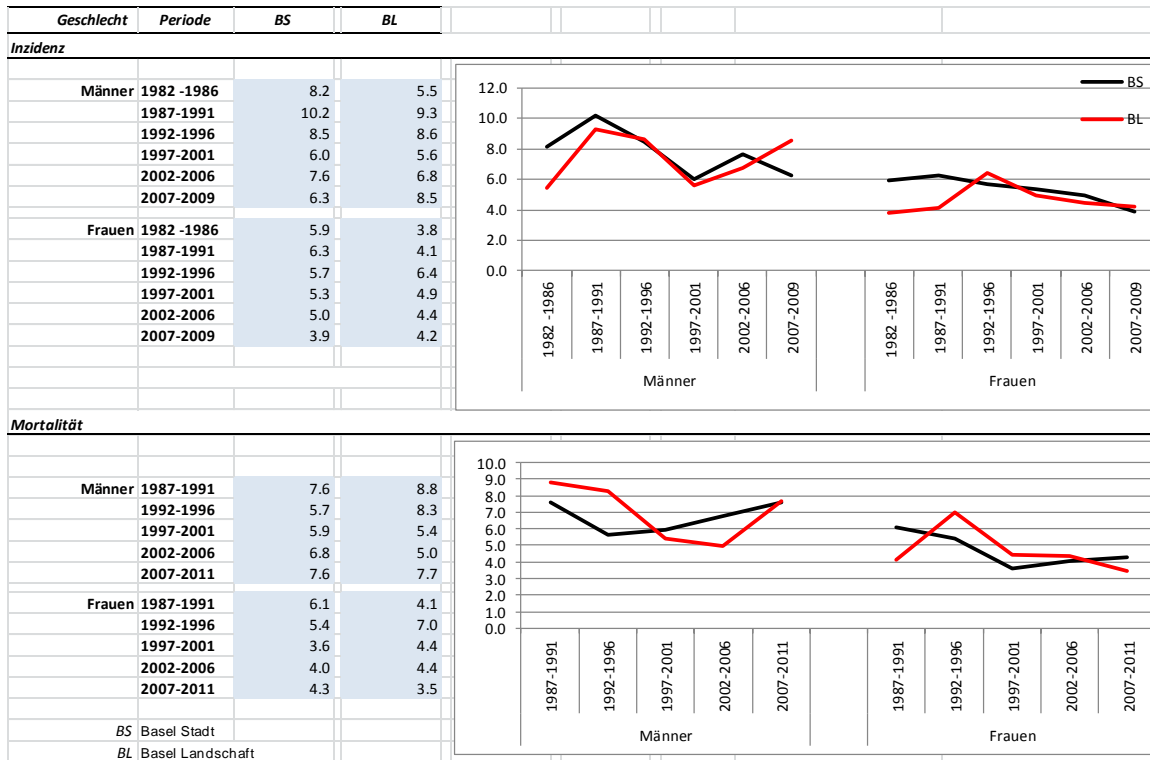 Geschlecht Periode BS BL
Inzidenz
Männer 1982 -1986 8.2 5.5
1987-1991 10.2 9.3
1992-1996 8.5 8.6
1997-2001 6.0 5.6
2002-2006 7.6 6.8
2007-2009 6.3 8.5
Frauen 1982 -1986 5.9 3.8
1987-1991 6.3 4.1
1992-1996 5.7 6.4
1997-2001 5.3 4.9
2002-2006 5.0 4.4
2007-2009 3.9 4.2
BS
BL
12.0
10.0
8.0
6.0
4.0
2.0
0.0
1982 -1986
1987-1991
1992-1996
1997-2001
2002-2006
2007-2009
1982 -1986
1987-1991
1992-1996
1997-2001
2002-2006
2007-2009
Männer Frauen
Mortalität
Männer 1987-1991 7.6 8.8
1992-1996 5.7 8.3
1997-2001 5.9 5.4
2002-2006 6.8 5.0
2007-2011 7.6 7.7
Frauen 1987-1991 6.1 4.1
1992-1996 5.4 7.0
1997-2001 3.6 4.4
2002-2006 4.0 4.4
2007-2011 4.3 3.5
10.0
9.0
8.0
7.0
6.0
5.0
4.0
3.0
2.0
1.0
0.0
1987-1991
1992-1996
1997-2001
2002-2006
2007-2011
1987-1991
1992-1996
1997-2001
2002-2006
2007-2011
Männer Frauen
BS Basel Stadt
BL Basel Landschaft